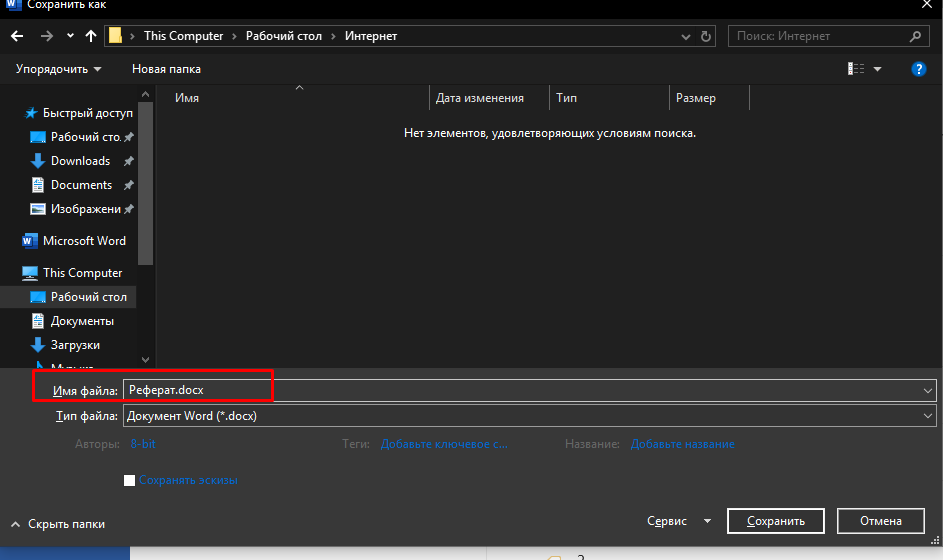 Сохранить как
This Computer > Рабочий стол > Интернет
Поиск: Интернет
Упорядочить
Новая папка
Имя
Дата изменения
Тип
Размер
Нет элементов, удовлетворяющих условиям поиска.
Быстрый доступ
Рабочий сто.
Downloads
Documents
Изображени
Microsoft Word
This Computer
Рабочий стол
Документы
Загрузки
Музыка
Имя файла: Реферат.docx
Тип файла: Документ Word (*.docx)
Авторы: 8-bit
Теги: Добавьте ключевое с...
Название: Добавьте название
Сохранять эскизы
Скрыть папки
Сервис
Сохранить
Отмена
2